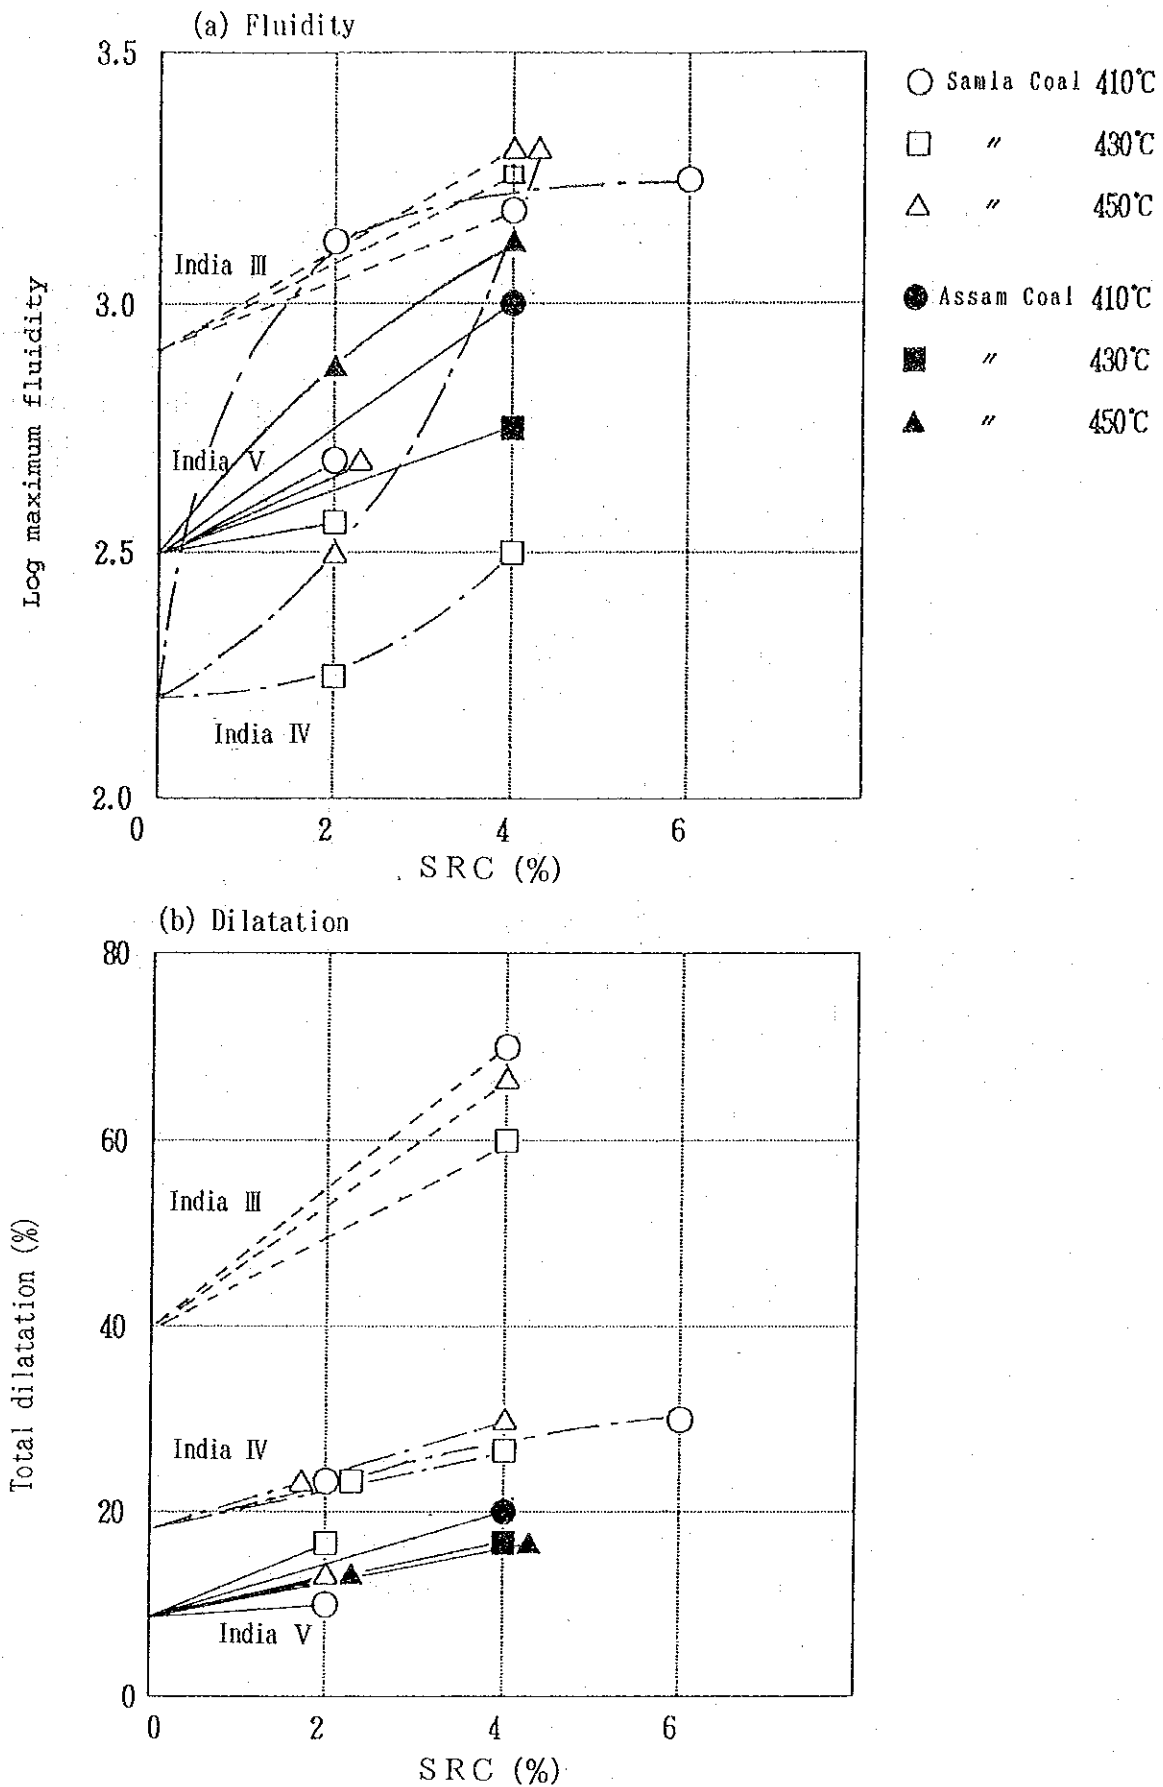 (a) Fluidity
3.5
3.0
2.5
2.0
Log maximum fluidity
India Ⅲ
India Ⅴ
India Ⅳ
0 2 4 6
SRC (%)
○ Samla Coal 410℃
□ 〃 430℃
△ 〃 450℃
● Assam Coal 410℃
■ 〃 430℃
▲ 〃 450℃
(b) Dilatation
80
60
40
20
0
Total dilatation (%)
India Ⅲ
India Ⅳ
India Ⅴ
0 2 4 6
SRC (%)